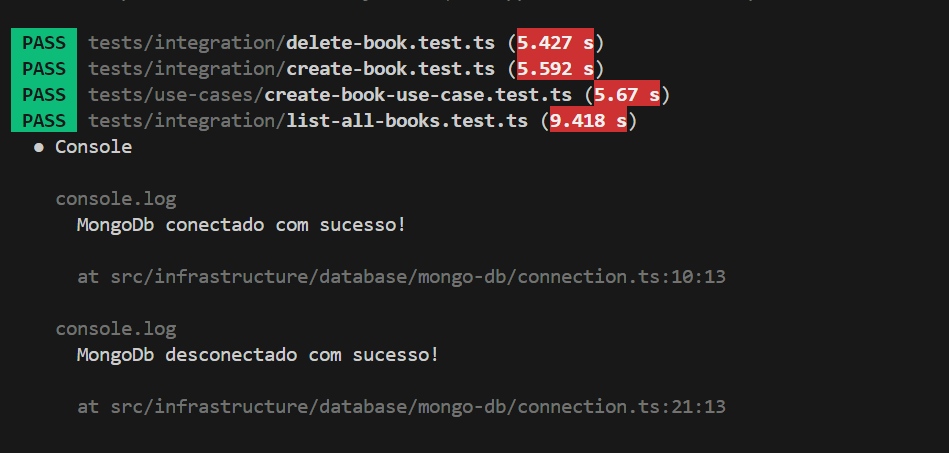 PASS tests/integration/delete-book.test.ts (5.427 s)
PASS tests/integration/create-book.test.ts (5.592 s)
PASS tests/use-cases/create-book-use-case.test.ts (5.67 s)
PASS tests/integration/list-all-books.test.ts (9.418 s)
● Console
console.log
MongoDb conectado com sucesso!
at src/infrastructure/database/mongo-db/connection.ts:10:13
console.log
MongoDb desconectado com sucesso!
at src/infrastructure/database/mongo-db/connection.ts:21:13